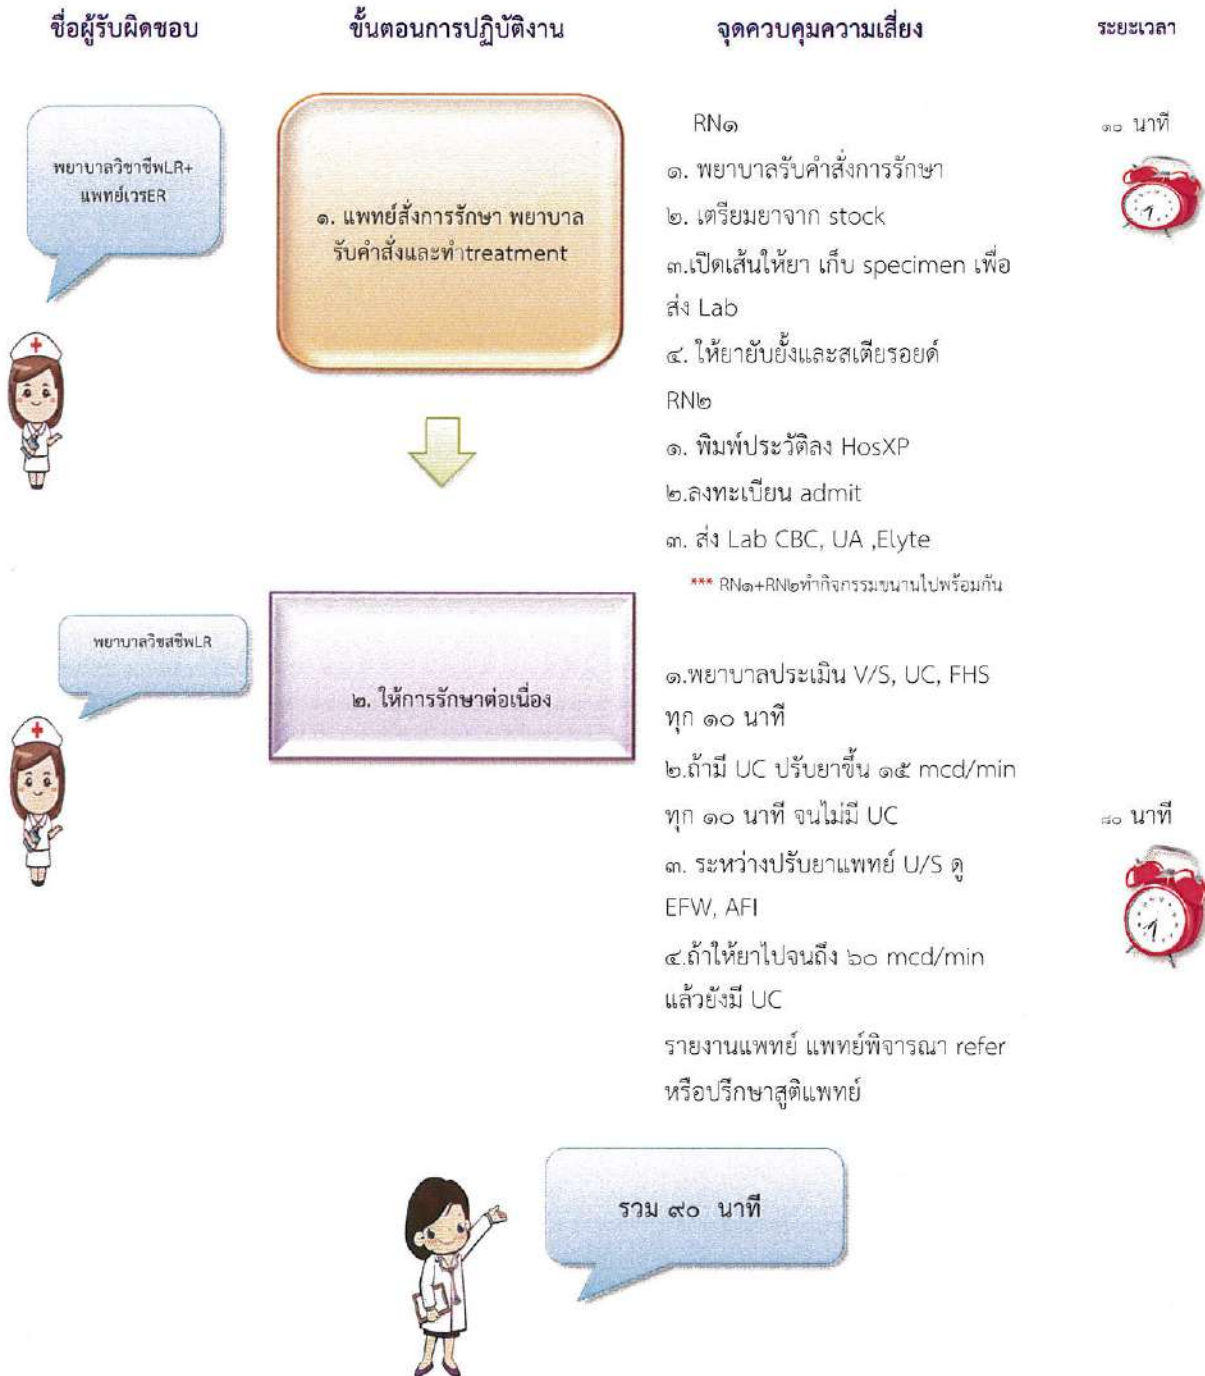 ชื่อผู้รับผิดชอบ ขั้นตอนการปฏิบัติงาน จุดควบคุมความเสี่ยง ระยะเวลา
พยาบาลวิชาชีพLR+
แพทย์เวรER
๑. แพทย์สั่งการรักษา พยาบาล
รับคำสั่งและทำtreatment
RN๑
๑. พยาบาลรับคำสั่งการรักษา
๒. เตรียมยาจาก stock
๓.เปิดเส้นให้ยา เก็บ specimen เพื่อ
ส่ง Lab
๔. ให้ยายับยั้งและสเตียรอยด์
RN๒
๑. พิมพ์ประวัติลง HosXP
๒.ลงทะเบียน admit
๓. ส่ง Lab CBC, UA ,Elyte
*** RN๑+RN๒ทำกิจกรรมขนานไปพร้อมกัน
๑๐ นาที
พยาบาลวิชสชีพLR
๒. ให้การรักษาต่อเนื่อง
๑.พยาบาลประเมิน V/S, UC, FHS
ทุก ๑๐ นาที
๒.ถ้ามี UC ปรับยาขึ้น ๑๕ mcd/min
ทุก ๑๐ นาที จนไม่มี UC
๓. ระหว่างปรับยาแพทย์ U/S ดู
EFW, AFI
๔.ถ้าให้ยาไปจนถึง ๖๐ mcd/min
แล้วยังมี UC
รายงานแพทย์ แพทย์พิจารณา refer
หรือปรึกษาสูติแพทย์
๘๐ นาที
รวม ๙๐ นาที